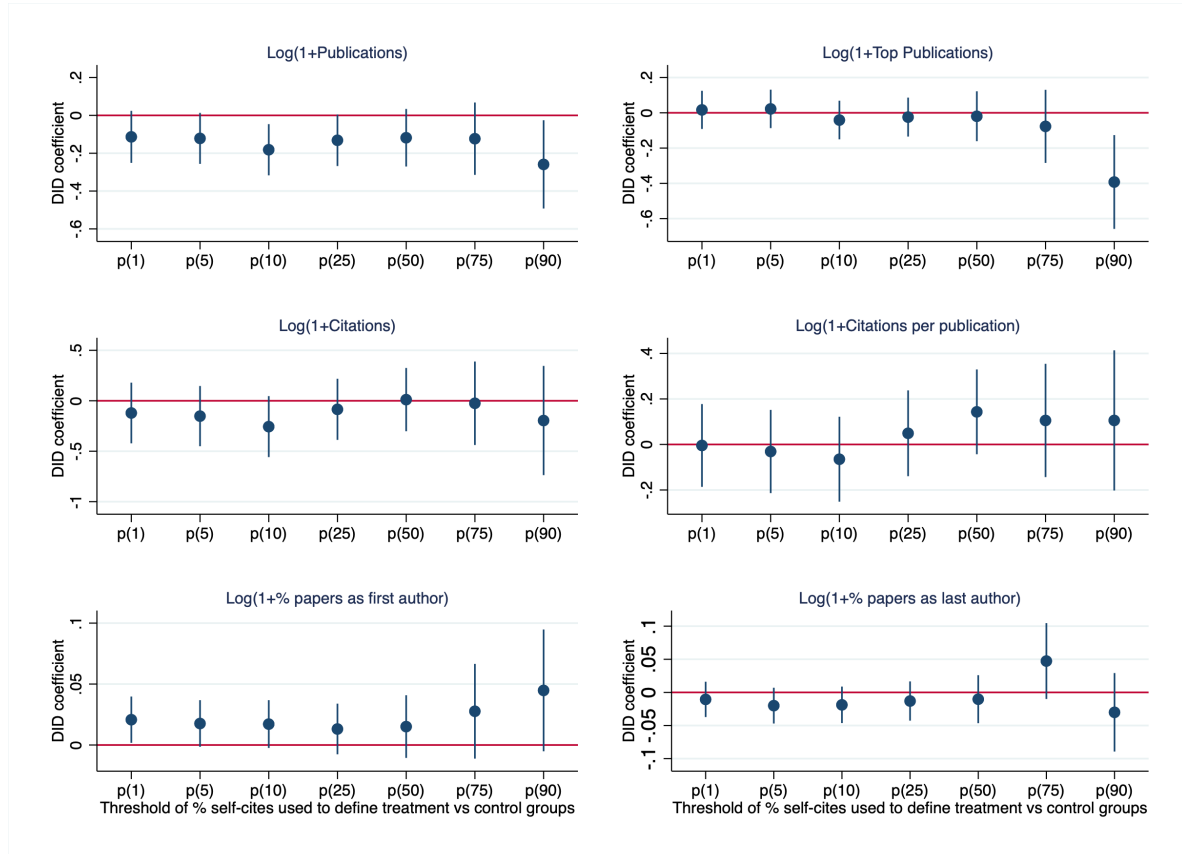 Log(1+Publications)
DID coefficient
.2
0
-.2
-.4
-.6
p(1) p(5) p(10) p(25) p(50) p(75) p(90)
Log(1+Top Publications)
DID coefficient
.2
0
-.2
-.4
-.6
p(1) p(5) p(10) p(25) p(50) p(75) p(90)
Log(1+Citations)
DID coefficient
.5
0
-.5
-1
p(1) p(5) p(10) p(25) p(50) p(75) p(90)
Log(1+Citations per publication)
DID coefficient
.4
.2
0
-.2
p(1) p(5) p(10) p(25) p(50) p(75) p(90)
Log(1+% papers as first author)
DID coefficient
.1
.05
0
p(1) p(5) p(10) p(25) p(50) p(75) p(90)
Threshold of % self-cites used to define treatment vs control groups
Log(1+% papers as last author)
DID coefficient
.1
.05
0
-.05
-.1
p(1) p(5) p(10) p(25) p(50) p(75) p(90)
Threshold of % self-cites used to define treatment vs control groups